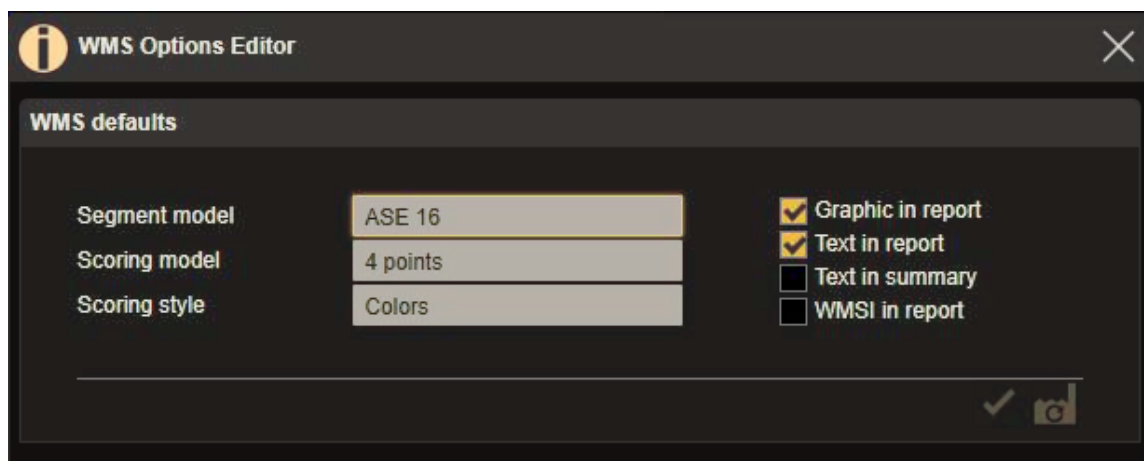 WMS Options Editor
WMS defaults
Segment model
ASE 16
Scoring model
4 points
Scoring style
Colors
Graphic in report
Text in report
Text in summary
WMSI in report